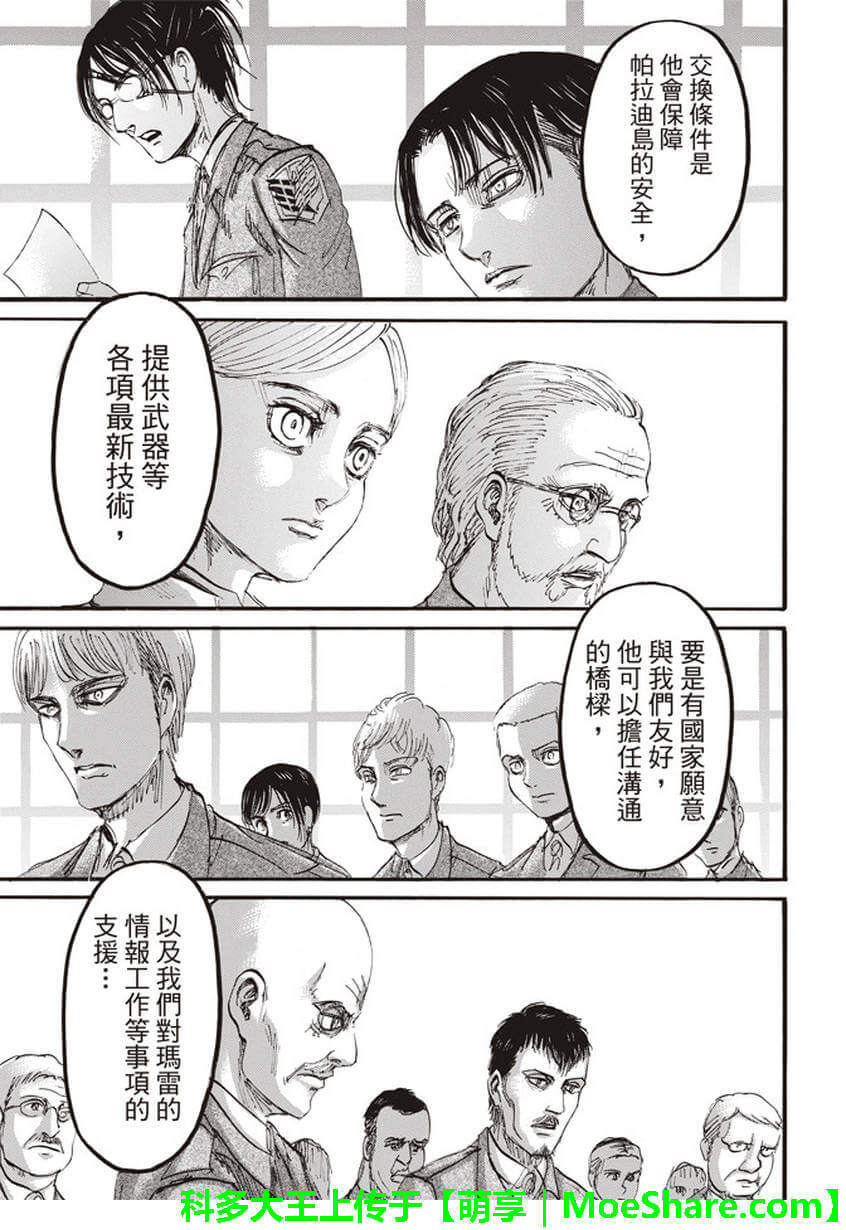 交換條件是
他會保障
帕拉迪島的安全，
提供武器等
各項最新技術，
要是有國家願意
與我們友好，
他可以擔任溝通
的橋樑，
以及我們對瑪雷的
情報工作等事項的
支援…
科多大王上传于【萌享】|MoeShare.com】